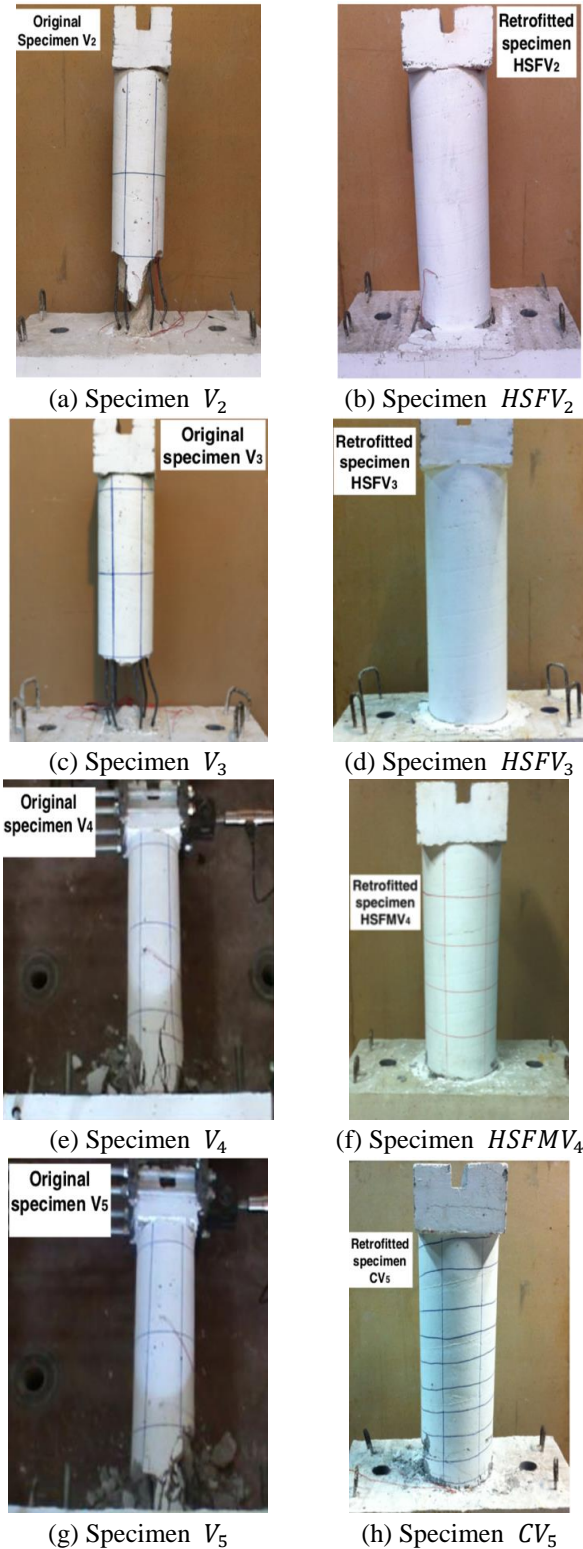 Original
Specimen V2
Retrofitted
specimen
HSFV2
(a) Specimen V2
(b) Specimen HSFV2
Original
specimen V3
Retrofitted
specimen
HSFV3
(c) Specimen V3
(d) Specimen HSFV3
Original
specimen V4
Retrofitted
specimen
HSFMV4
(e) Specimen V4
(f) Specimen HSFMV4
Original
specimen V5
Retrofitted
specimen
CV5
(g) Specimen V5
(h) Specimen CV5